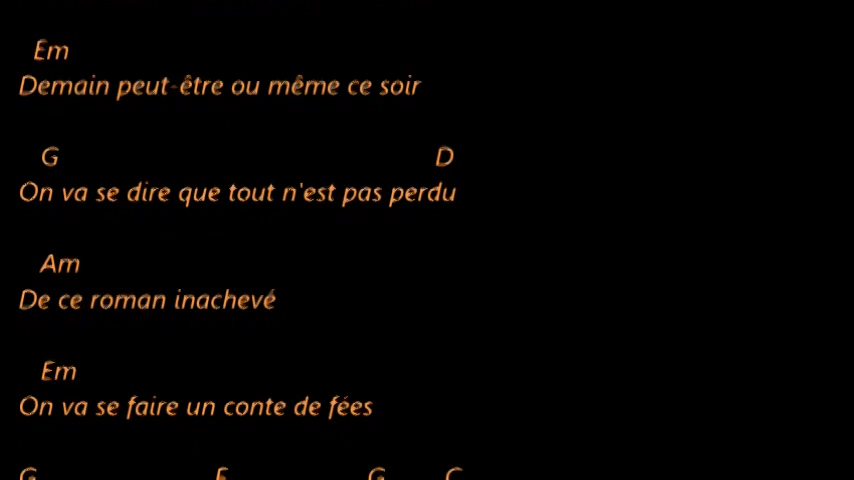 Em
Demain peut-être ou même ce soir
G D
On va se dire que tout n'est pas perdu
Am
De ce roman inachevé
Em
On va se faire un conte de fées
G F G C